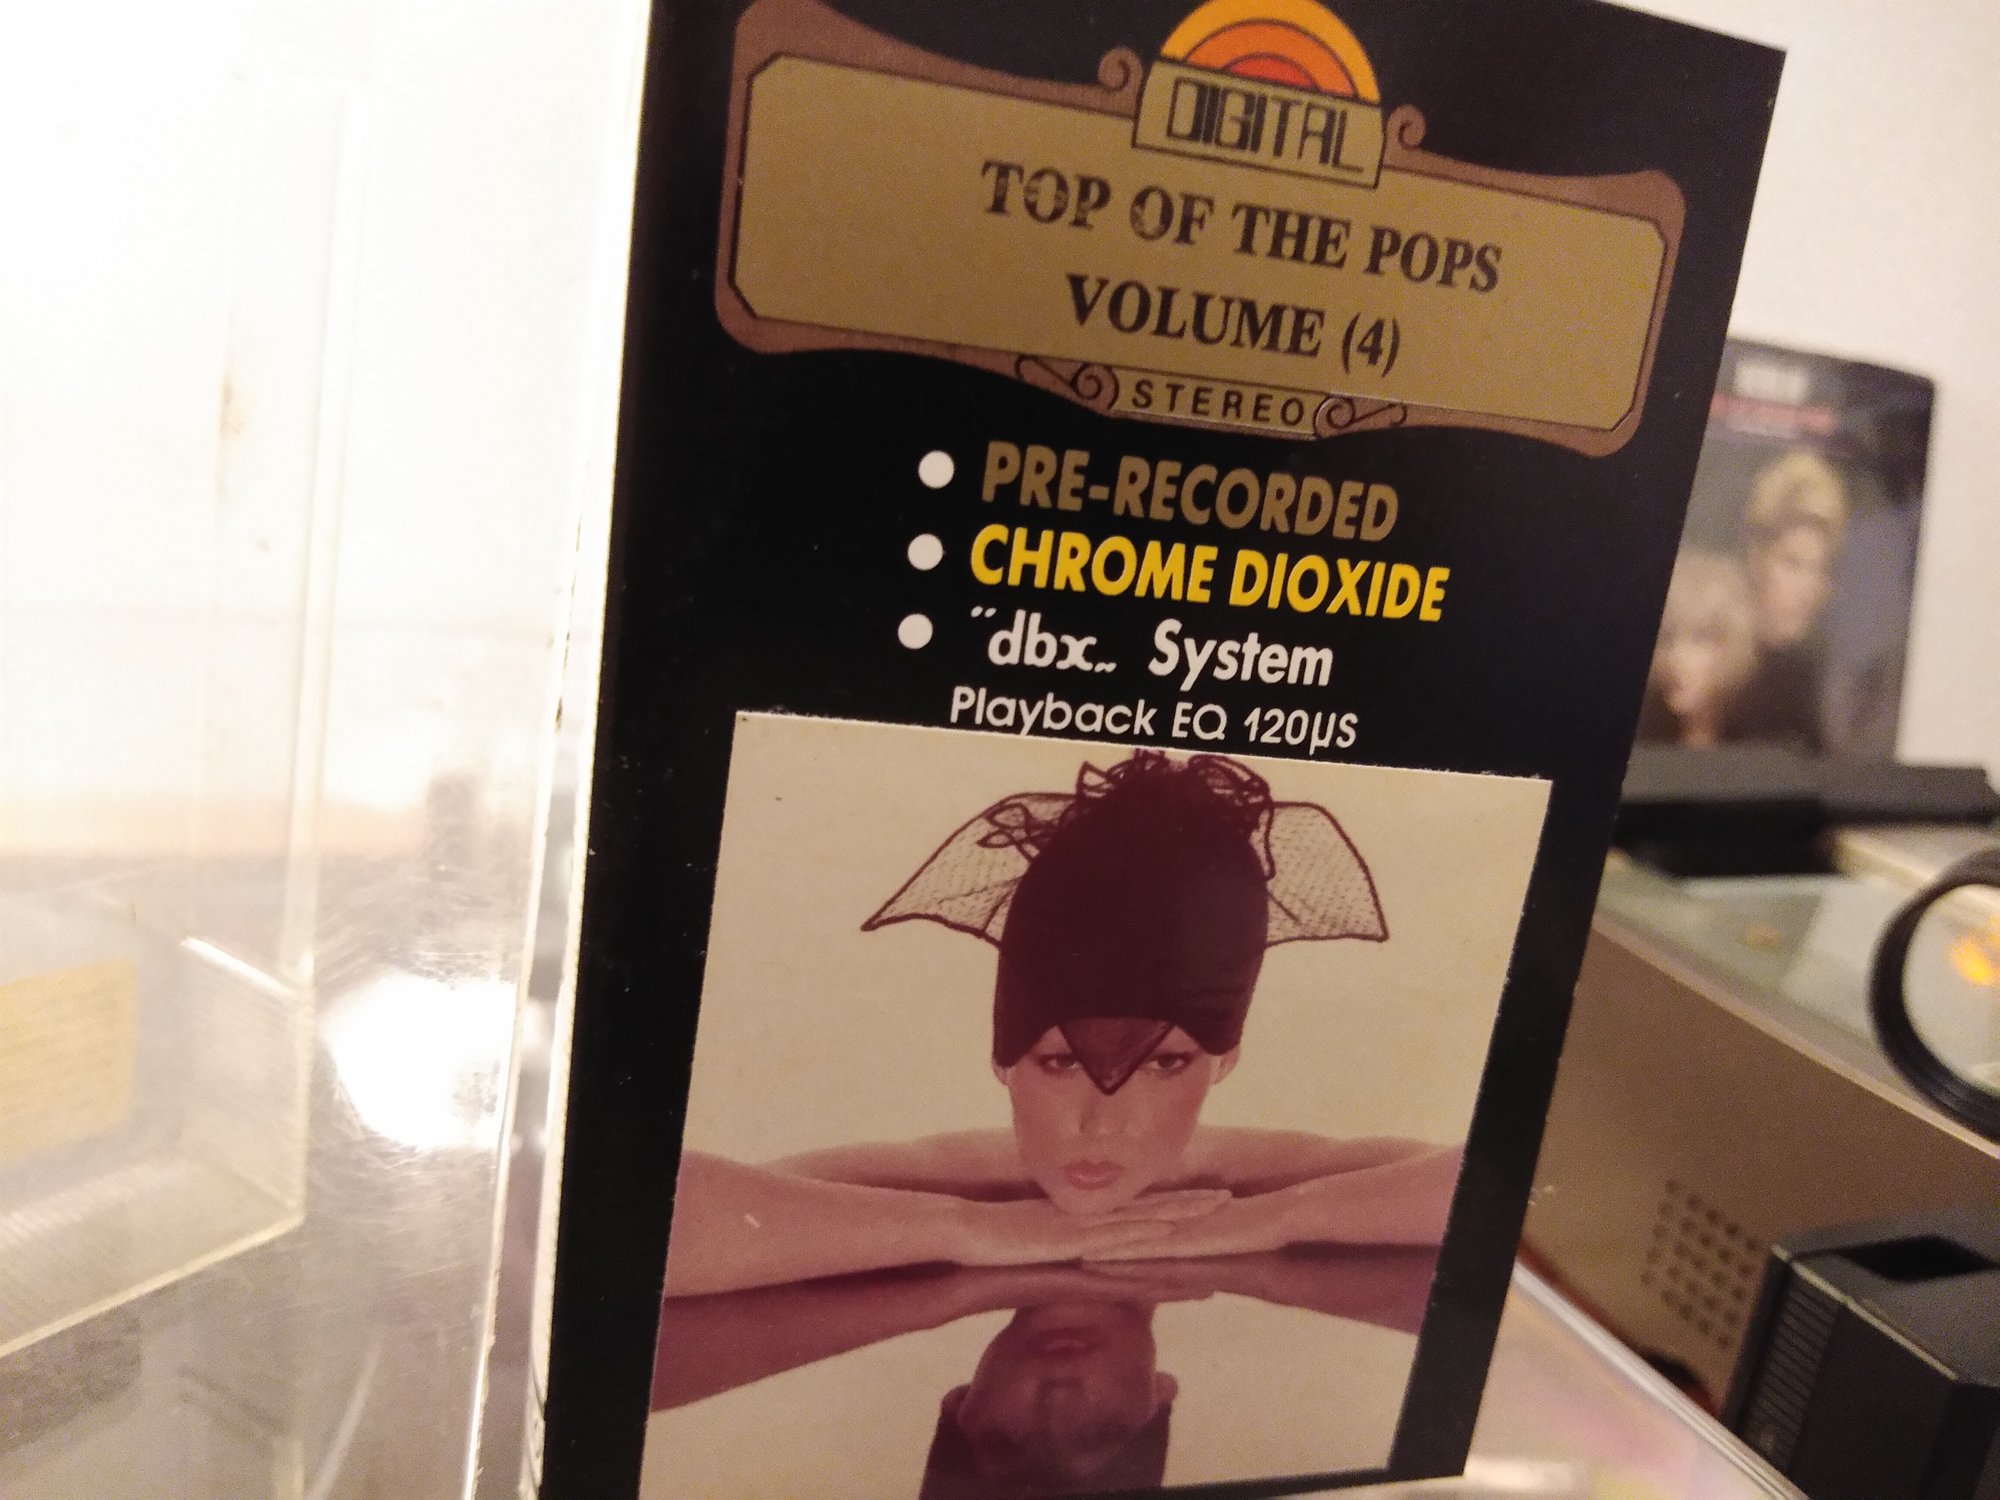 DIGITAL
TOP OF THE POPS
VOLUME (4)
STEREO
PRE-RECORDED
CHROME DIOXIDE
"dbx„ System
Playback EQ 120µs